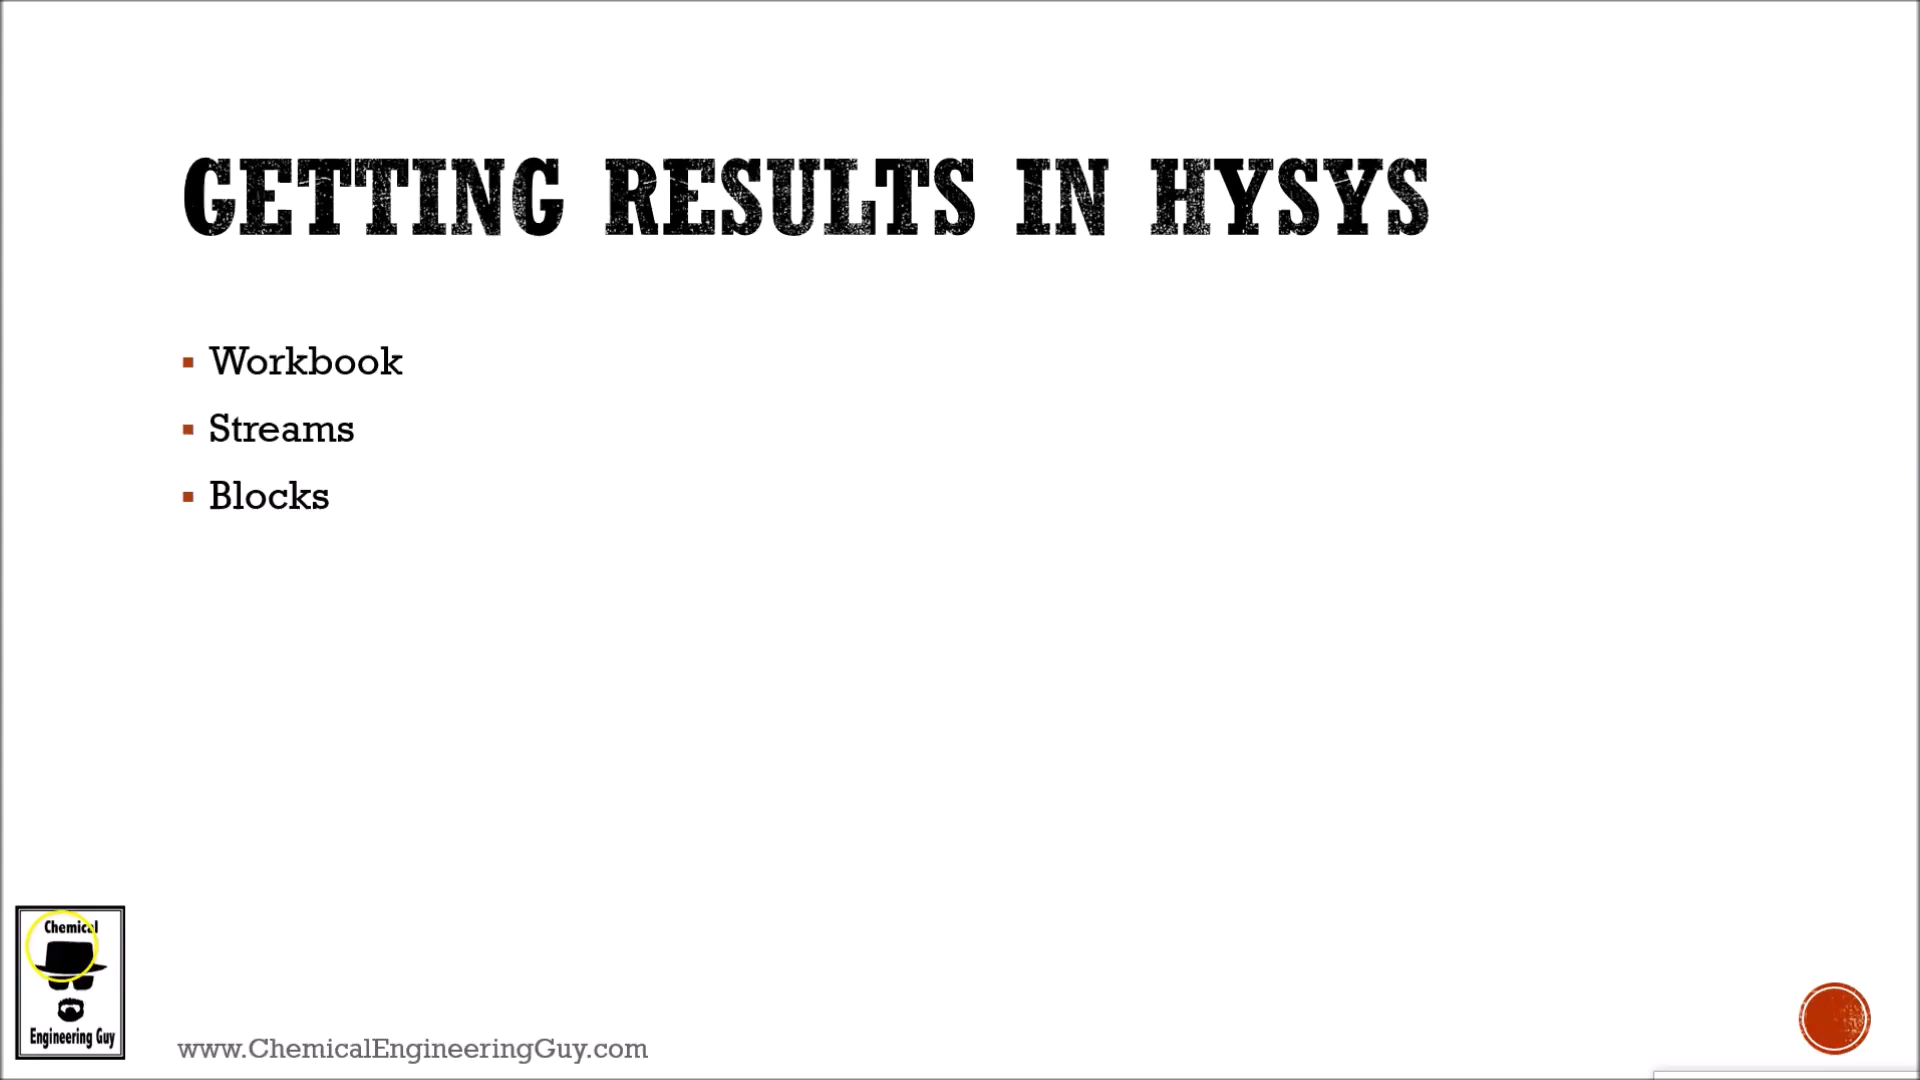 GETTING RESULTS IN HYSYS
Workbook
Streams
Blocks
Chemical
Engineering Guy
www.ChemicalEngineeringGuy.com